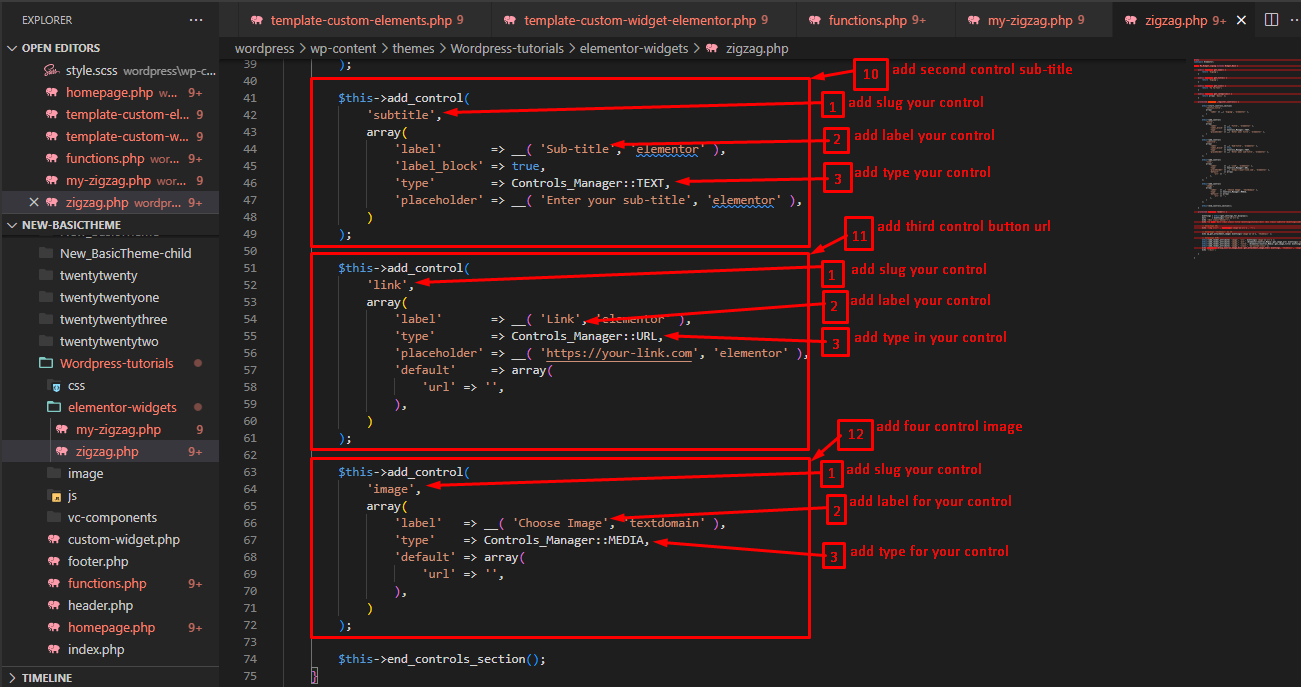 EXPLORER ···
template-custom-elements.php 9
template-custom-widget-elementor.php 9
functions.php 9+
my-zigzag.php 9
zigzag.php 9+
OPEN EDITORS
style.scss wordpress\wp-c...
homepage.php w... 9+
template-custom-el... 9
template-custom-w... 9
functions.php wor... 9+
my-zigzag.php wor... 9
zigzag.php wordpr... 9+
NEW-BASICTHEME
New_BasicTheme-child
twentytwenty
twentytwentyone
twentytwentythree
twentytwentytwo
Wordpress-tutorials
css
elementor-widgets
my-zigzag.php 9
zigzag.php 9+
image
js
vc-components
custom-widget.php
footer.php
functions.php 9+
header.php
homepage.php 9+
index.php
TIMELINE
wordpress > wp-content > themes > Wordpress-tutorials > elementor-widgets > zigzag.php
39 );
40
41 $this->add_control(
42 'subtitle',
43 array(
44 'label' => __( 'Sub-title', 'elementor' ),
45 'label_block' => true,
46 'type' => Controls_Manager::TEXT,
47 'placeholder' => __( 'Enter your sub-title', 'elementor' ),
48 )
49 );
50
51 $this->add_control(
52 'link',
53 array(
54 'label' => __( 'Link', 'elementor' ),
55 'type' => Controls_Manager::URL,
56 'placeholder' => __( 'https://your-link.com', 'elementor' ),
57 'default' => array(
58 'url' => '',
59 ),
60 )
61 );
62
63 $this->add_control(
64 'image',
65 array(
66 'label' => __( 'Choose Image', 'textdomain' ),
67 'type' => Controls_Manager::MEDIA,
68 'default' => array(
69 'url' => '',
70 ),
71 )
72 );
73
74 $this->end_controls_section();
75 }
10 add second control sub-title
1 add slug your control
2 add label your control
3 add type your control
11 add third control button url
1 add slug your control
2 add label your control
3 add type in your control
12 add four control image
1 add slug your control
2 add label for your control
3 add type for your control